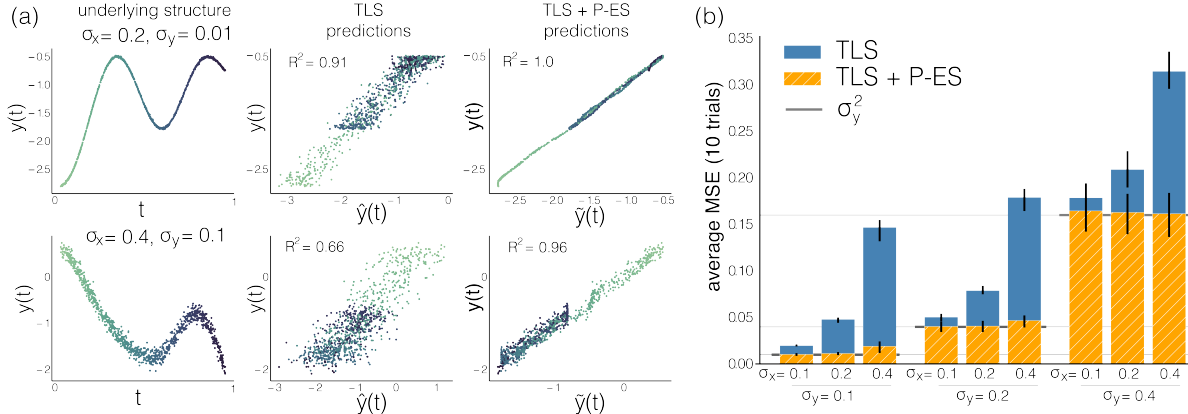 (a)
underlying structure
σx= 0.2, σy= 0.01
TLS
predictions
TLS + P-ES
predictions
y(t)
−0.5
−1.5
−2.5
0
1
t
y(t)
R² = 0.91
−0.5
−1.5
−2.5
−3
−2
−1
0
ŷ(t)
y(t)
R² = 1.0
−0.5
−1.5
−2.5
−2.5
−2.0
−1.5
−1.0
−0.5
ỹ(t)
σx= 0.4, σy= 0.1
y(t)
0
−1
−2
0
1
t
y(t)
R² = 0.66
0
−1
−2
−3
−2
−1
0
1
ŷ(t)
y(t)
R² = 0.96
0
−1
−2
−1
0
ỹ(t)
(b)
average MSE (10 trials)
0.35
0.30
0.25
0.20
0.15
0.10
0.05
0.00
TLS
TLS + P-ES
σy²
σx= 0.1 0.2 0.4
σy= 0.1
σx= 0.1 0.2 0.4
σy= 0.2
σx= 0.1 0.2 0.4
σy= 0.4